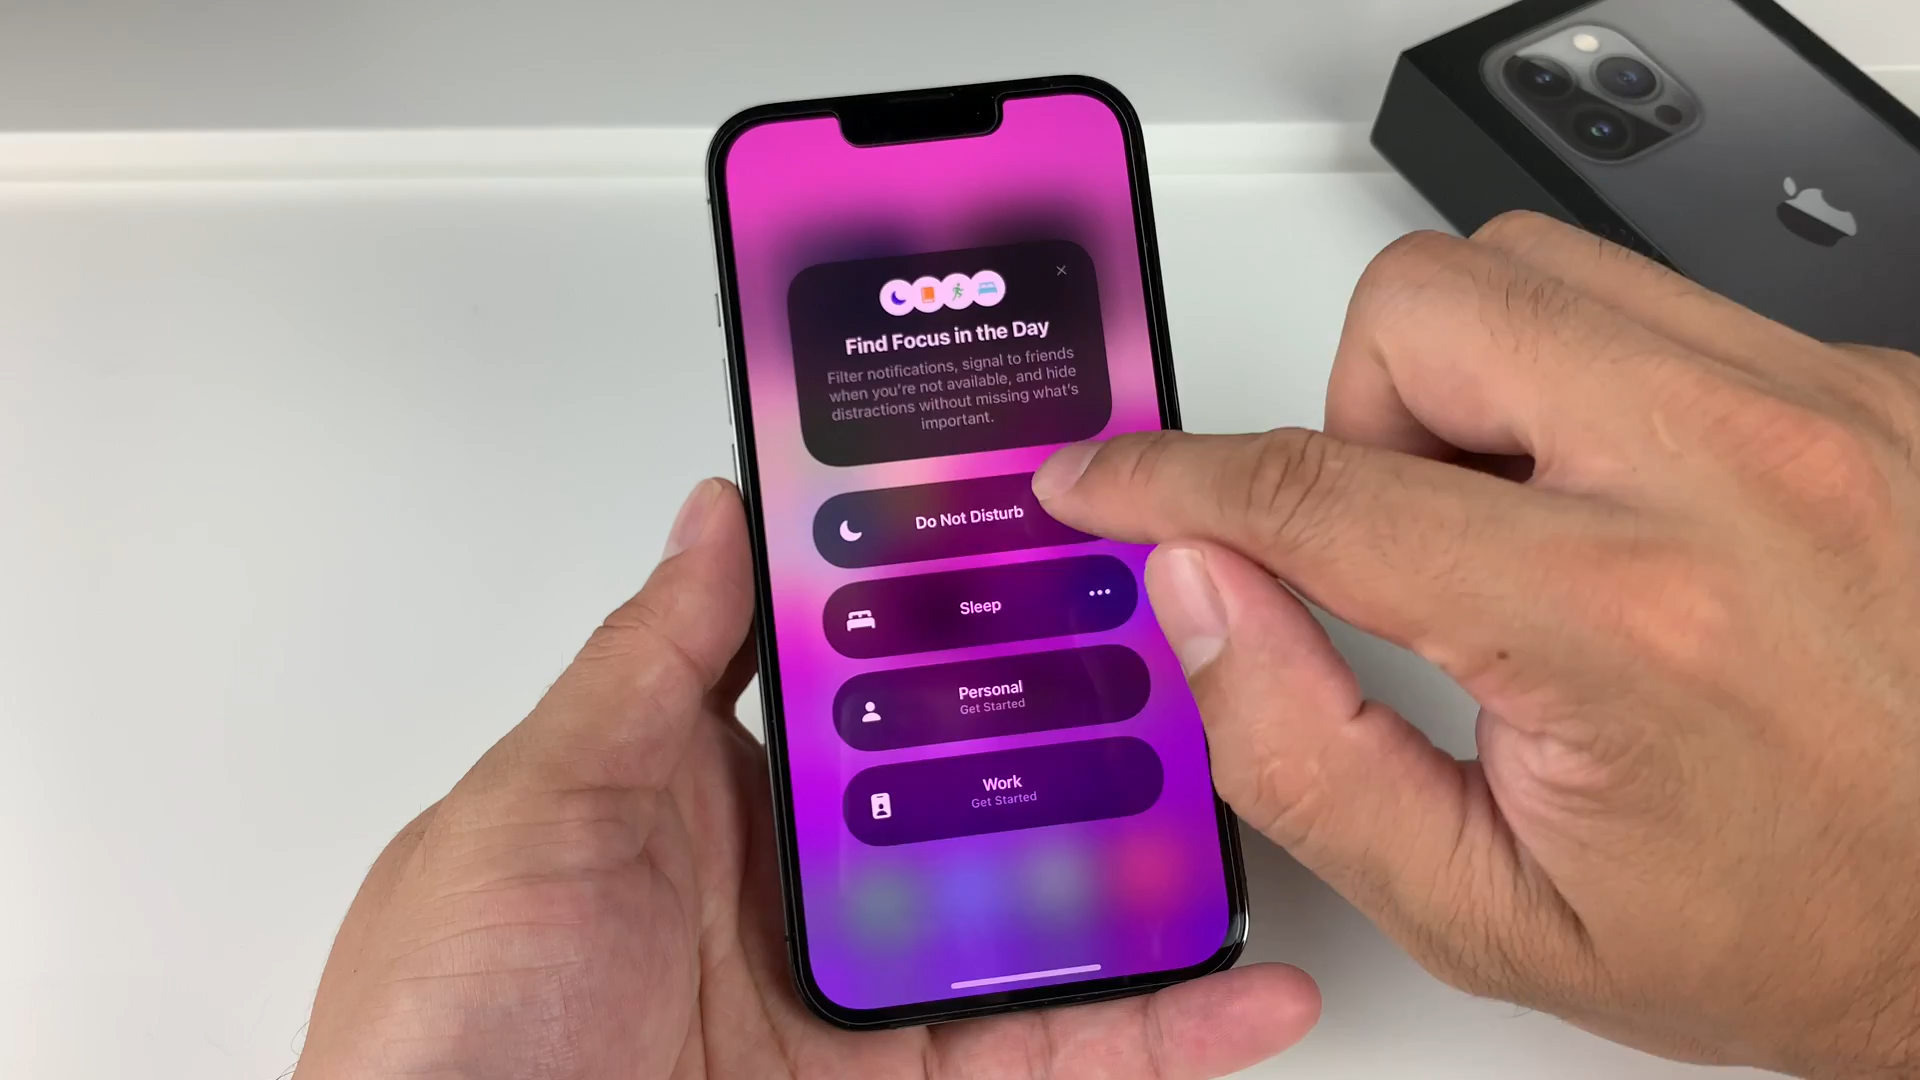 Find Focus in the Day
Filter notifications, signal to friends
when you're not available, and hide
distractions without missing what's
important.
Do Not Disturb
Sleep
Personal
Get Started
Work
Get Started